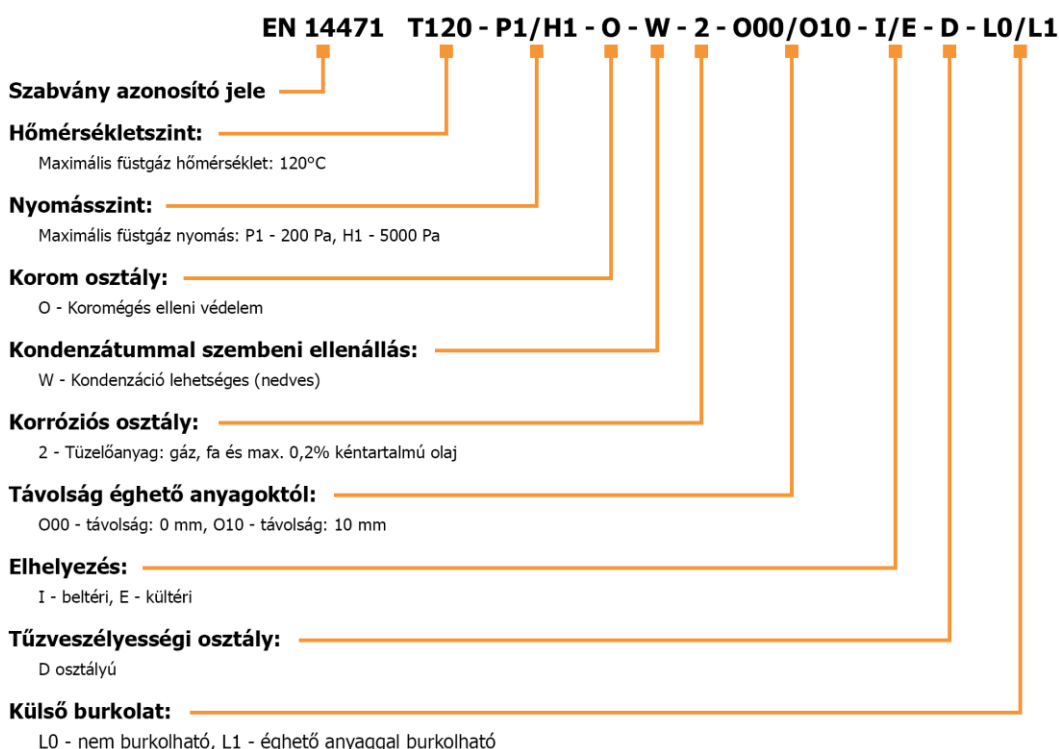 EN 14471 T120 - P1/H1 - O - W - 2 - O00/O10 - I/E - D - L0/L1
Szabvány azonosító jele
Hőmérsékletszint:
Maximális füstgáz hőmérséklet: 120°C
Nyomásszint:
Maximális füstgáz nyomás: P1 - 200 Pa, H1 - 5000 Pa
Korom osztály:
O - Koromégés elleni védelem
Kondenzátummal szembeni ellenállás:
W - Kondenzáció lehetséges (nedves)
Korróziós osztály:
2 - Tüzelőanyag: gáz, fa és max. 0,2% kéntartalmú olaj
Távolság éghető anyagoktól:
O00 - távolság: 0 mm, O10 - távolság: 10 mm
Elhelyezés:
I - beltéri, E - kültéri
Tűzveszélyességi osztály:
D osztályú
Külső burkolat:
L0 - nem burkolható, L1 - éghető anyaggal burkolható